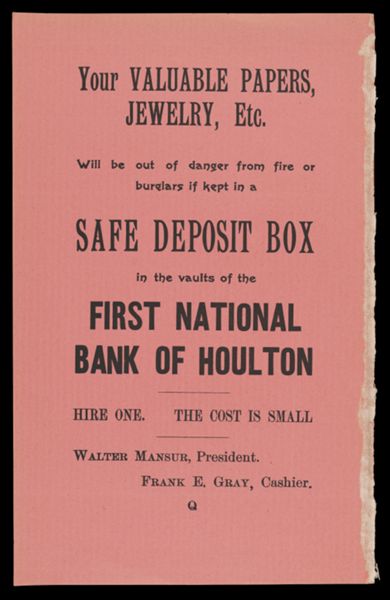 Your VALUABLE PAPERS,
JEWELRY, Etc.
Will be out of danger from fire or
burglars if kept in a
SAFE DEPOSIT BOX
in the vaults of the
FIRST NATIONAL
BANK OF HOULTON
HIRE ONE. THE COST IS SMALL
WALTER MANSUR, President.
FRANK E. GRAY, Cashier.
Q